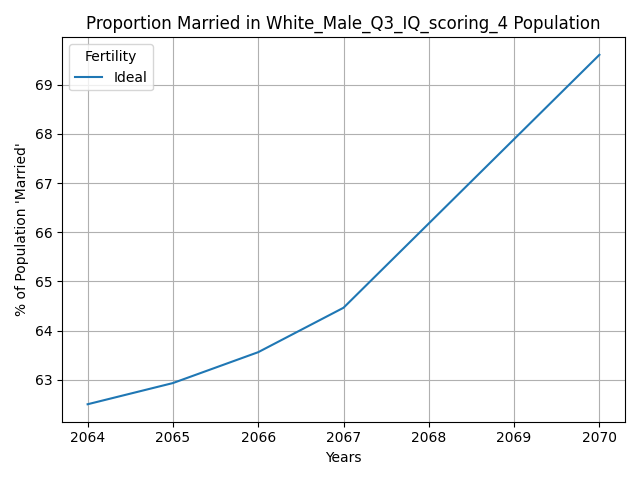 Proportion Married in White_Male_Q3_IQ_scoring_4 Population
Fertility
Ideal
% of Population 'Married'
69
68
67
66
65
64
63
2064 2065 2066 2067 2068 2069 2070
Years